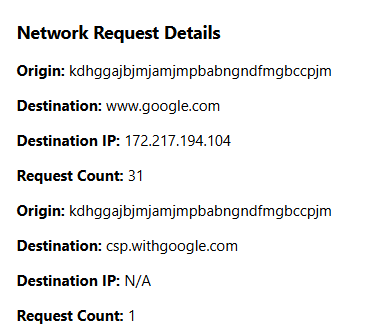 Network Request Details
Origin: kdhggajbjmjamjmpbabngndfmgbccpjm
Destination: www.google.com
Destination IP: 172.217.194.104
Request Count: 31
Origin: kdhggajbjmjamjmpbabngndfmgbccpjm
Destination: csp.withgoogle.com
Destination IP: N/A
Request Count: 1